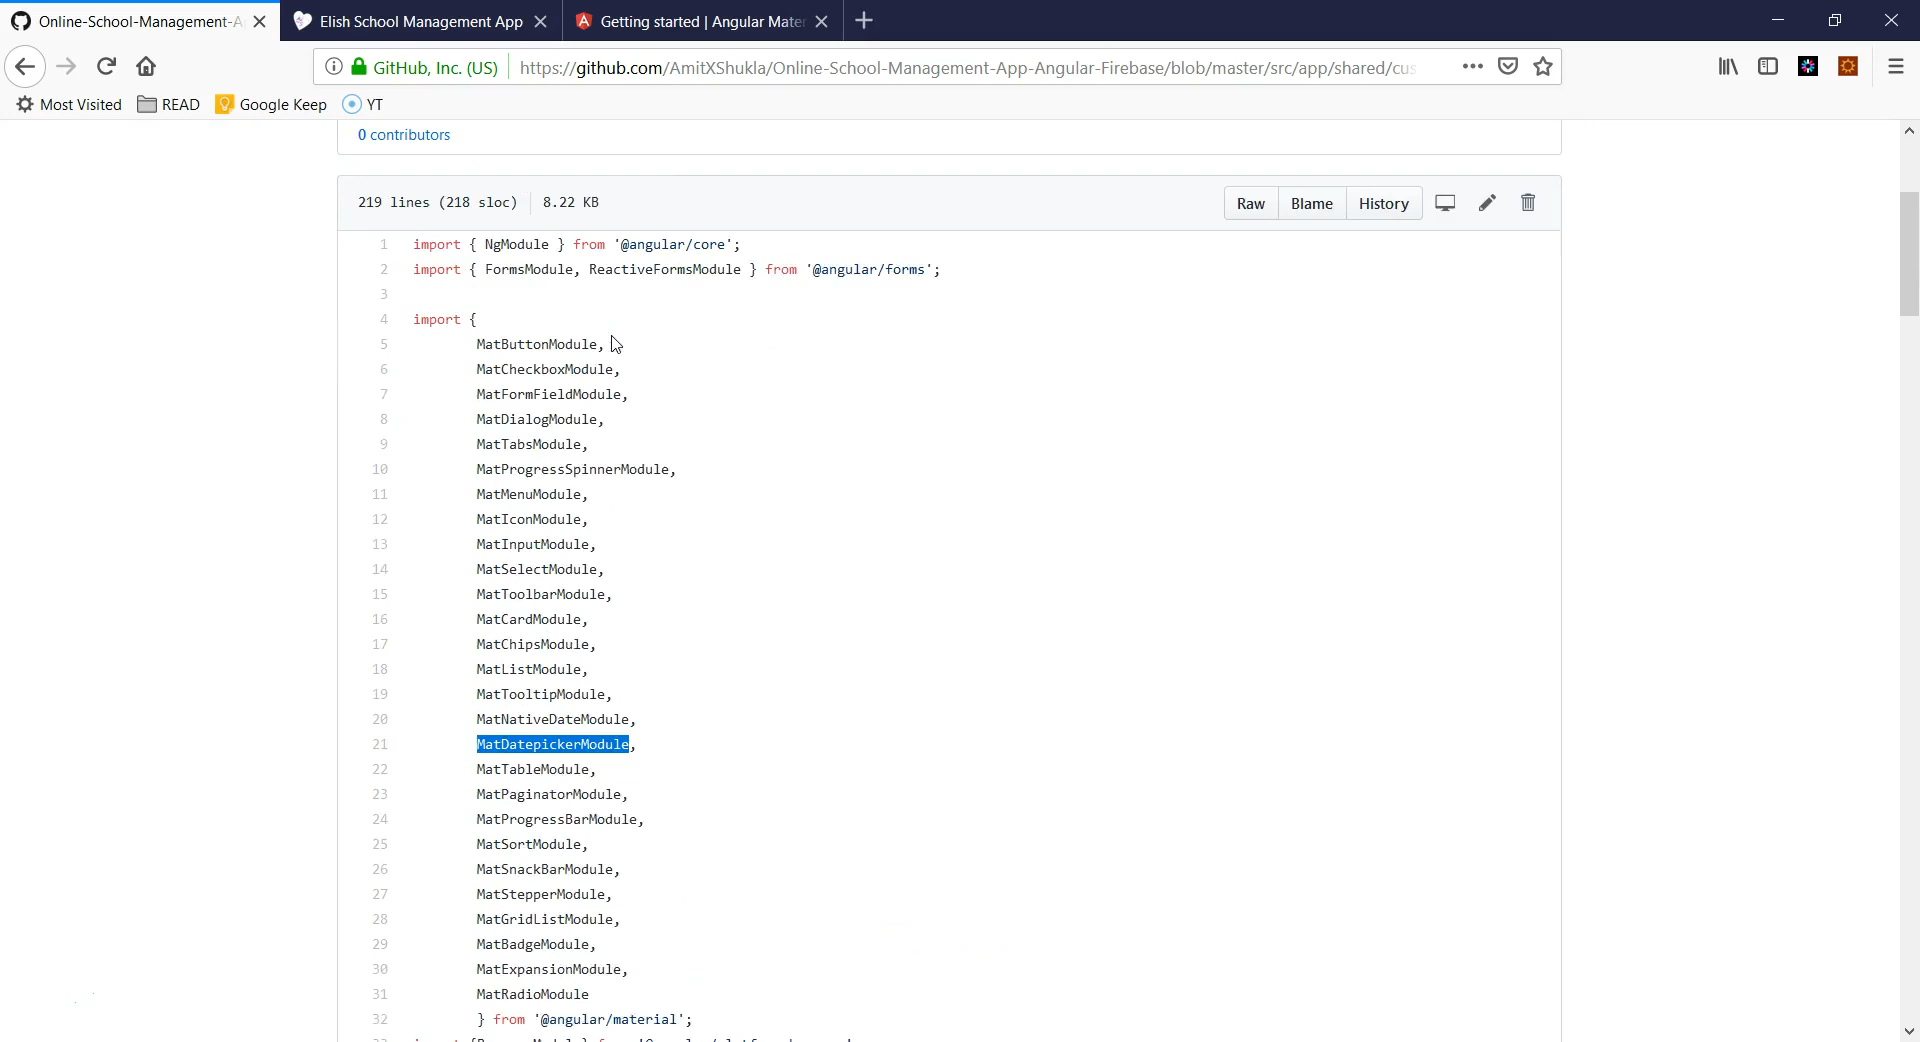 Online-School-Management-A
Elish School Management App
Getting started | Angular Mater
GitHub, Inc. (US)
https://github.com/AmitXShukla/Online-School-Management-App-Angular-Firebase/blob/master/src/app/shared/cus
Most Visited
READ
Google Keep
YT
0 contributors
219 lines (218 sloc)
8.22 KB
Raw
Blame
History
1 import { NgModule } from '@angular/core';
2 import { FormsModule, ReactiveFormsModule } from '@angular/forms';
3
4 import {
5 MatButtonModule,
6 MatCheckboxModule,
7 MatFormFieldModule,
8 MatDialogModule,
9 MatTabsModule,
10 MatProgressSpinnerModule,
11 MatMenuModule,
12 MatIconModule,
13 MatInputModule,
14 MatSelectModule,
15 MatToolbarModule,
16 MatCardModule,
17 MatChipsModule,
18 MatListModule,
19 MatTooltipModule,
20 MatNativeDateModule,
21 MatDatepickerModule,
22 MatTableModule,
23 MatPaginatorModule,
24 MatProgressBarModule,
25 MatSortModule,
26 MatSnackBarModule,
27 MatStepperModule,
28 MatGridListModule,
29 MatBadgeModule,
30 MatExpansionModule,
31 MatRadioModule
32 } from '@angular/material';